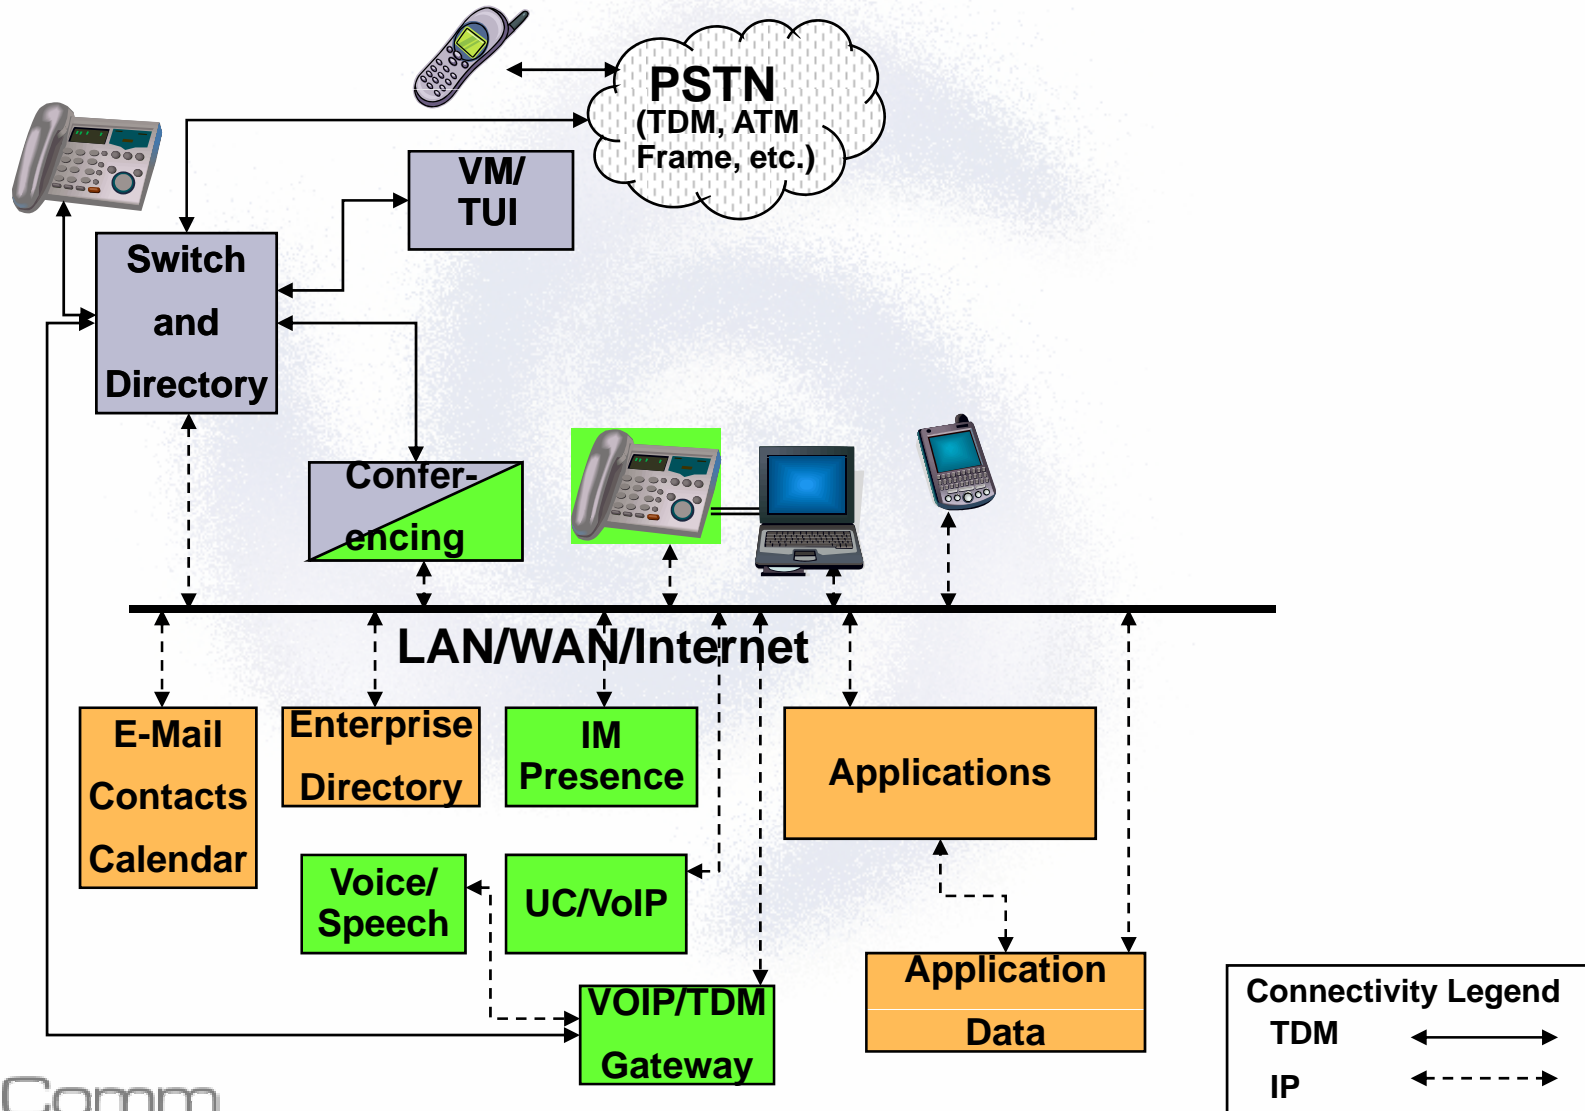 PSTN
(TDM, ATM
Frame, etc.)
VM/
TUI
Switch
and
Directory
Confer-
encing
LAN/WAN/Internet
E-Mail
Contacts
Calendar
Enterprise
Directory
IM
Presence
Applications
Voice/
Speech
UC/VoIP
VOIP/TDM
Gateway
Application
Data
Connectivity Legend
TDM
IP
Comm